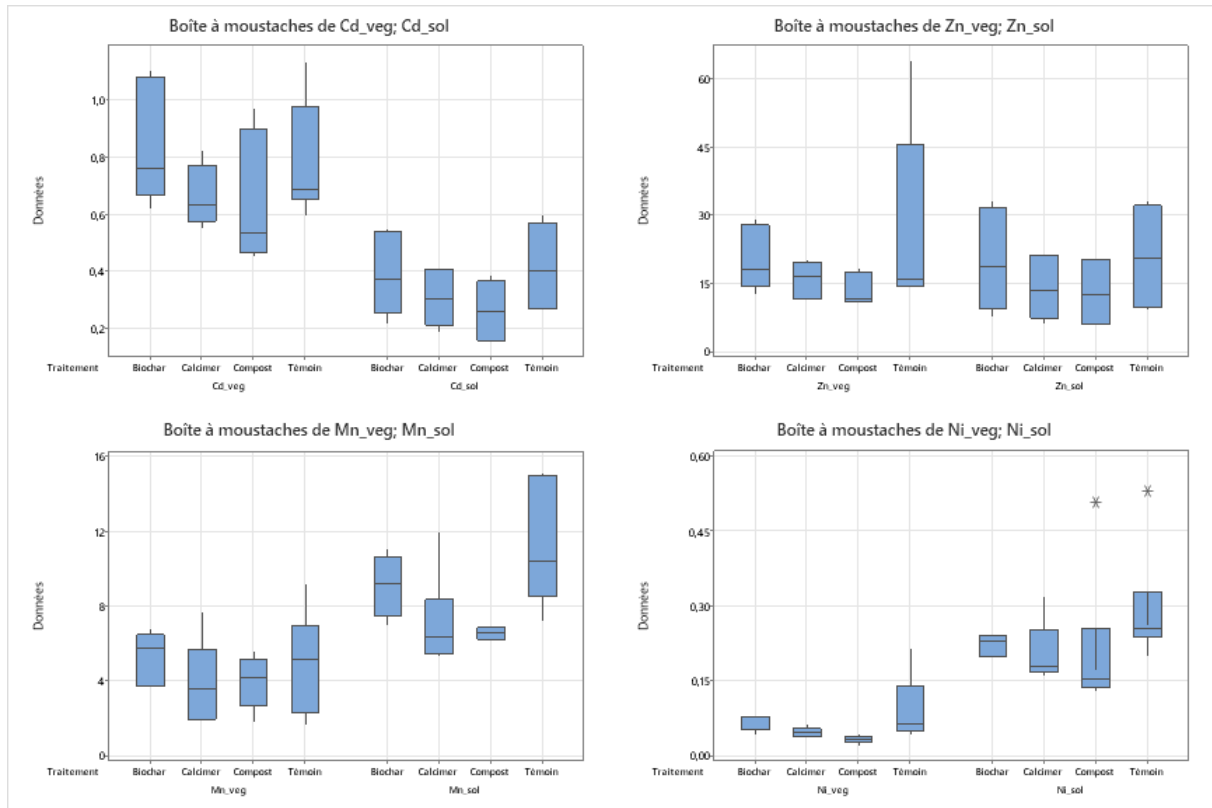 Boîte à moustaches de Cd_veg; Cd_sol
1,0
0,8
0,6
0,4
0,2
Données
Traitement Biochar Calcimer Compost Témoin Biochar Calcimer Compost Témoin
Cd_veg Cd_sol
Boîte à moustaches de Zn_veg; Zn_sol
60
45
30
15
0
Données
Traitement Biochar Calcimer Compost Témoin Biochar Calcimer Compost Témoin
Zn_veg Zn_sol
Boîte à moustaches de Mn_veg; Mn_sol
16
12
8
4
0
Données
Traitement Biochar Calcimer Compost Témoin Biochar Calcimer Compost Témoin
Mn_veg Mn_sol
Boîte à moustaches de Ni_veg; Ni_sol
0,60
0,45
0,30
0,15
0,00
Données
Traitement Biochar Calcimer Compost Témoin Biochar Calcimer Compost Témoin
Ni_veg Ni_sol